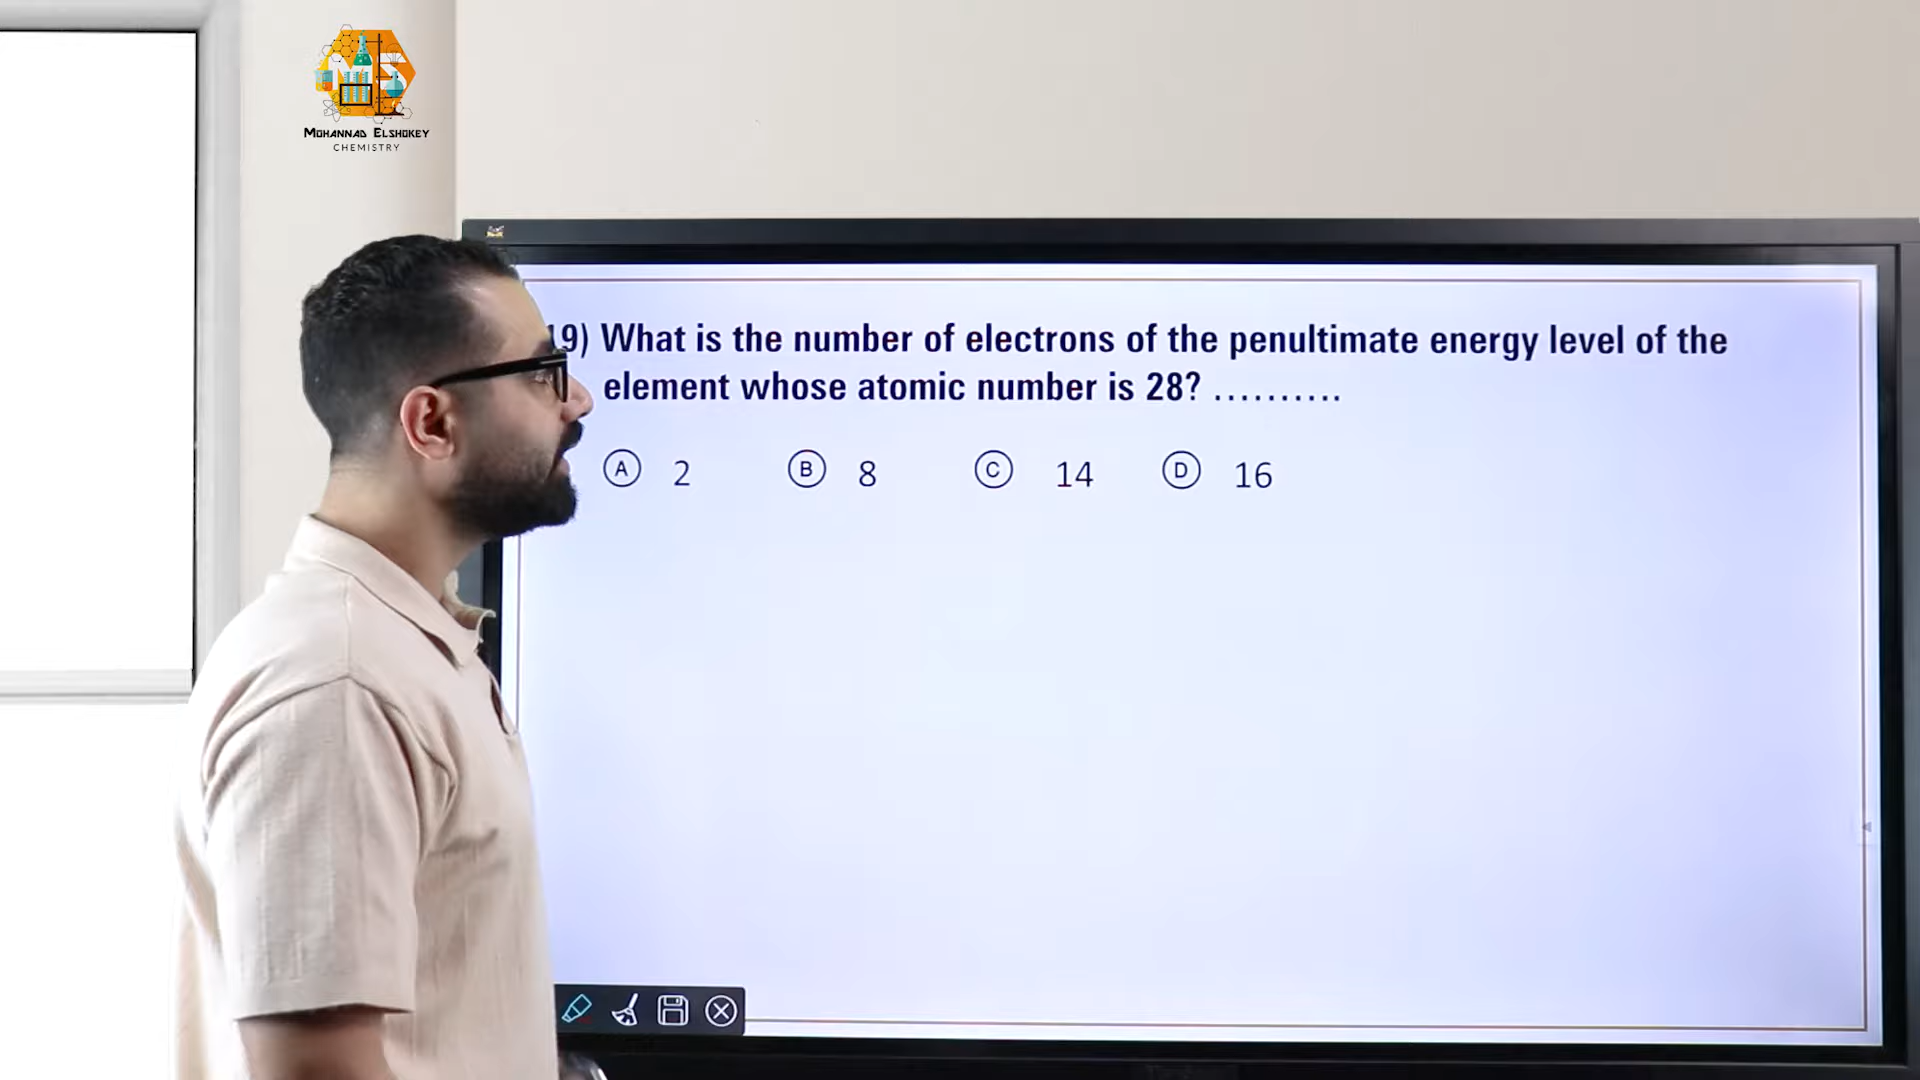 MOHANNAD ELSHOKEY
CHEMISTRY
19) What is the number of electrons of the penultimate energy level of the
element whose atomic number is 28? ..........
A 2 B 8 C 14 D 16